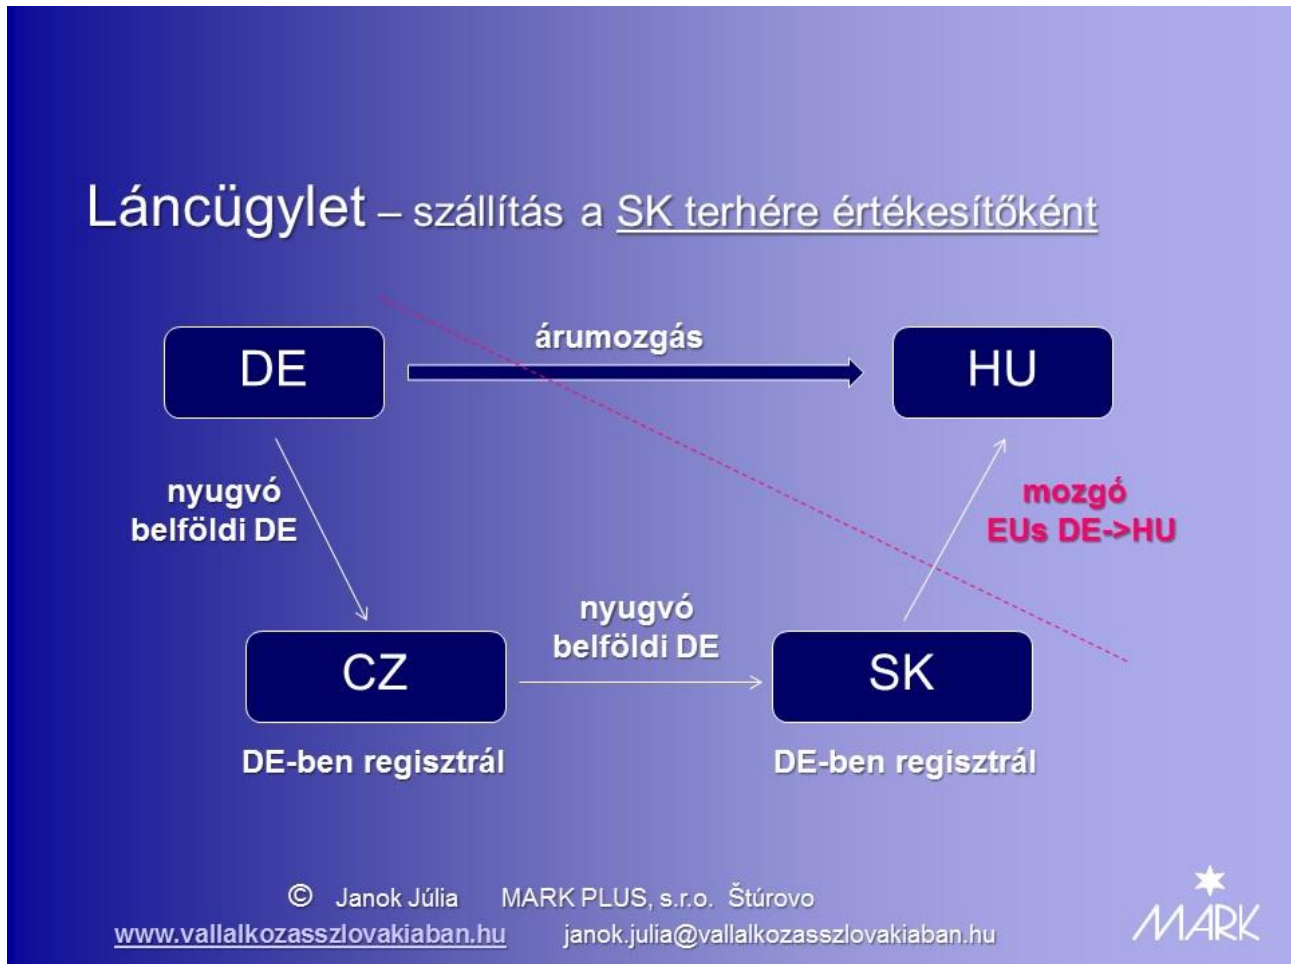 Láncügylet – szállítás a SK terhére értékesítőként
árumozgás
DE
HU
nyugvó
belföldi DE
mozgó
EUs DE->HU
nyugvó
belföldi DE
CZ
SK
DE-ben regisztrál
DE-ben regisztrál
© Janok Júlia MARK PLUS, s.r.o. Štúrovo
www.vallalkozasszlovakiaban.hu janok.julia@vallalkozasszlovakiaban.hu
MARK